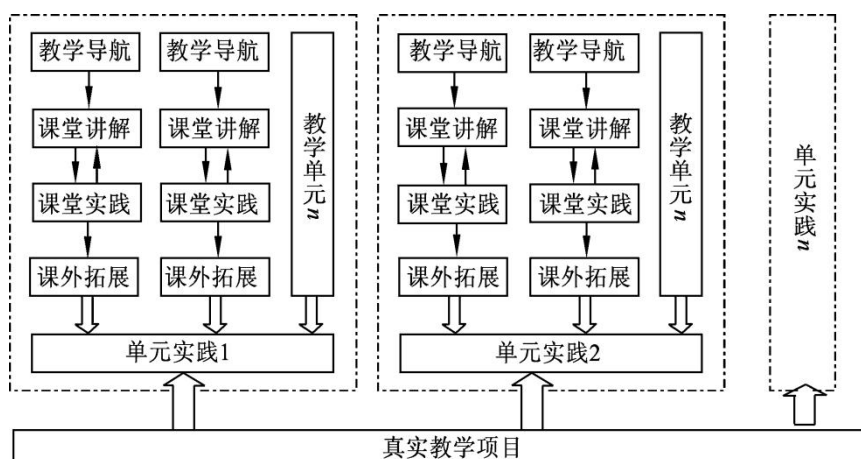 教学导航
教学导航
课堂讲解
课堂讲解
课堂实践
课堂实践
课外拓展
课外拓展
教学单元n
单元实践1
教学导航
教学导航
课堂讲解
课堂讲解
课堂实践
课堂实践
课外拓展
课外拓展
教学单元n
单元实践2
单元实践n
真实教学项目